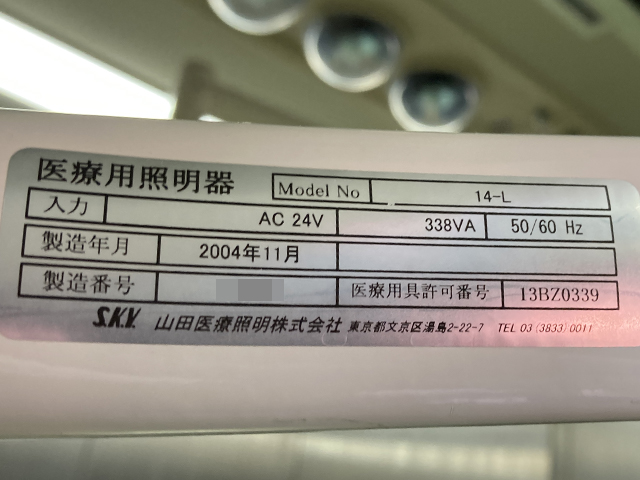 医療用照明器 Model No 14-L
入力 AC 24V 338VA 50/60 Hz
製造年月 2004年11月
製造番号 医療用具許可番号 13BZ0339
S.K.V. 山田医療照明株式会社 東京都文京区湯島2-22-7 TEL 03 (3833) 0011